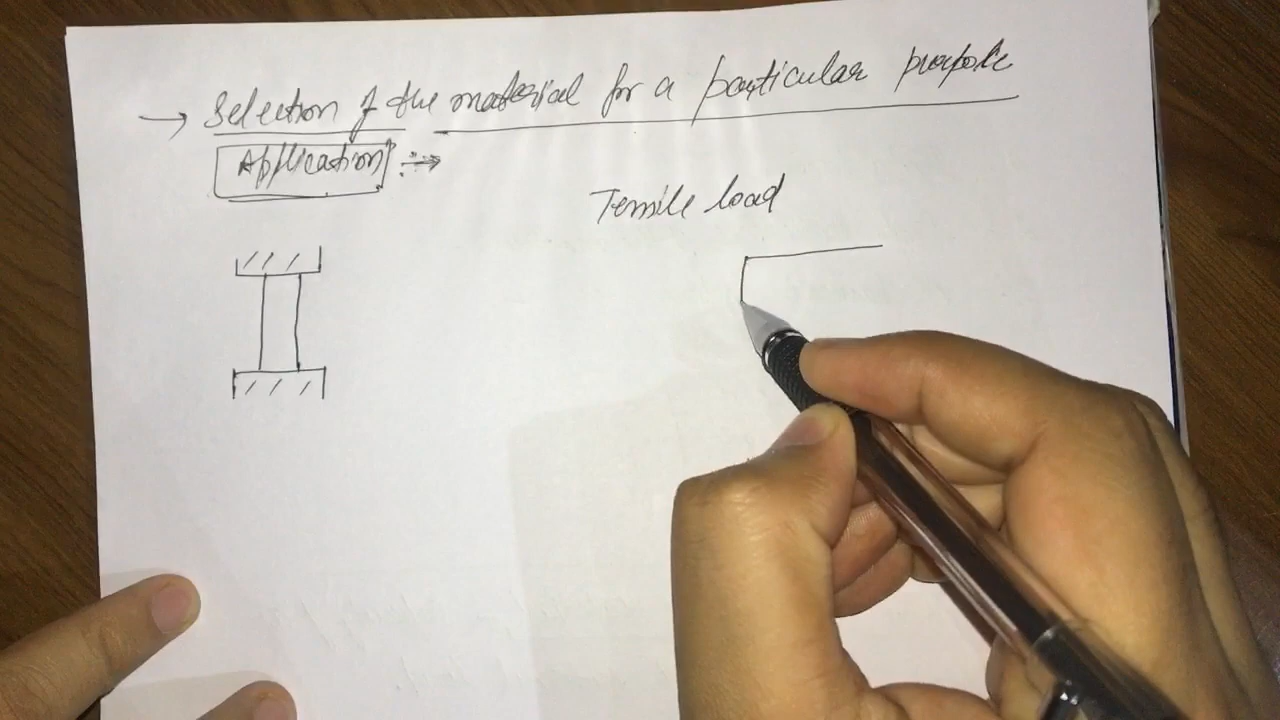 → Selection of the material for a particular purpose
Application :→
Tensile load